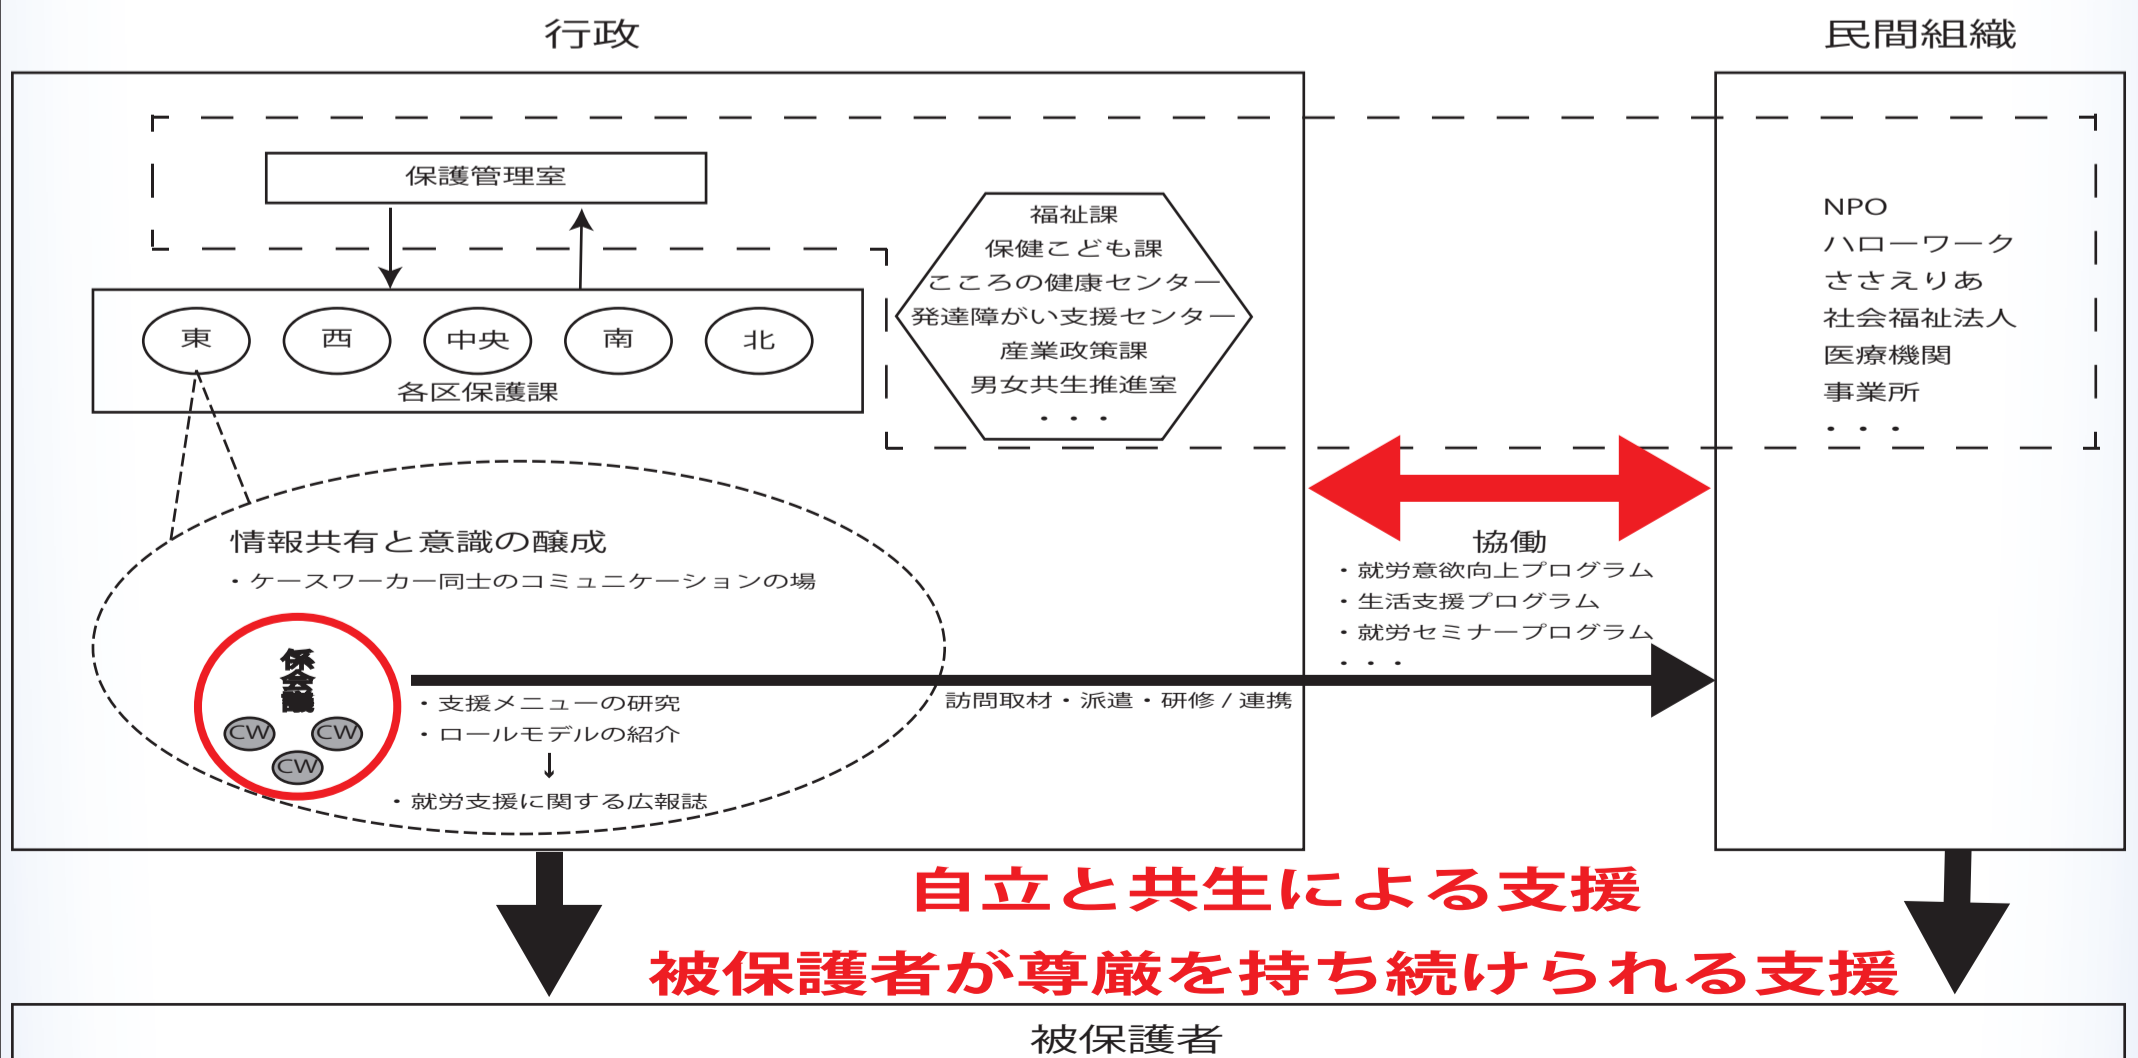 行政
民間組織
保護管理室
東
西
中央
南
北
各区保護課
福祉課
保健こども課
こころの健康センター
発達障がい支援センター
産業政策課
男女共生推進室
・・・
NPO
ハローワーク
ささえりあ
社会福祉法人
医療機関
事業所
・・・
情報共有と意識の醸成
・ケースワーカー同士のコミュニケーションの場
係会議
CW
CW
CW
・支援メニューの研究
・ロールモデルの紹介
↓
・就労支援に関する広報誌
訪問取材・派遣・研修/連携
協働
・就労意欲向上プログラム
・生活支援プログラム
・就労セミナープログラム
・・・
自立と共生による支援
被保護者が尊厳を持ち続けられる支援
被保護者